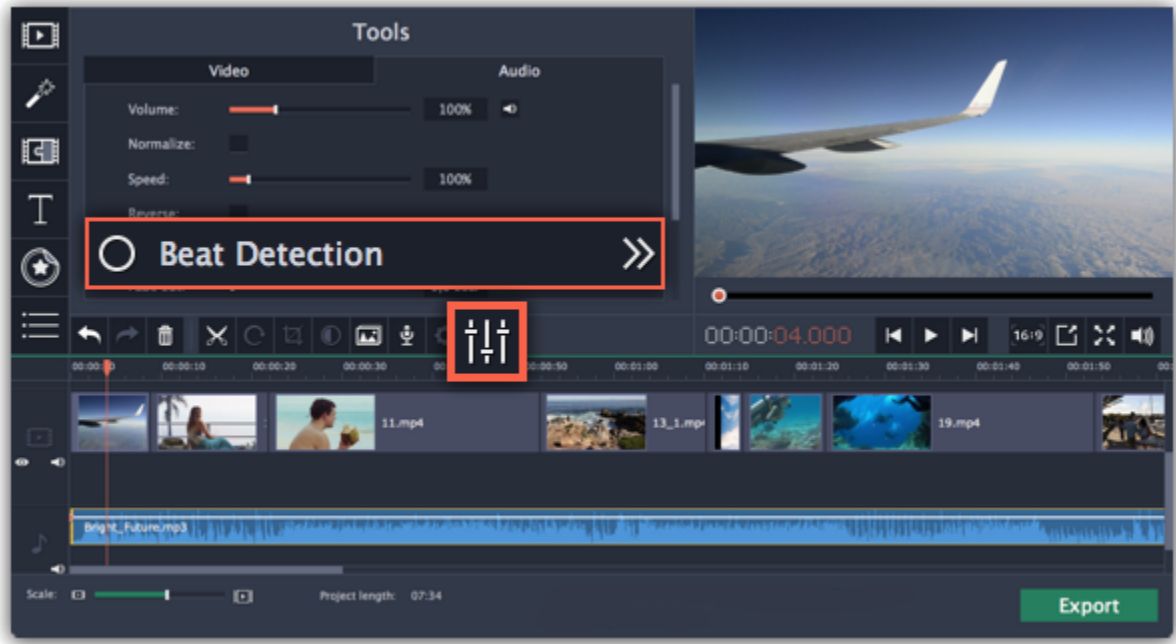 Tools
Video Audio
Volume: 100%
Normalize:
Speed: 100%
Reverse:
Beat Detection
00:00:04.000
16:9
00:00:10 00:00:20 00:00:30 00:00:50 00:01:00 00:01:10 00:01:20 00:01:30 00:01:40 00:01:50
11.mp4 13_1.mp4 19.mp4
Bright_Future.mp3
Scale: Project length: 07:34
Export